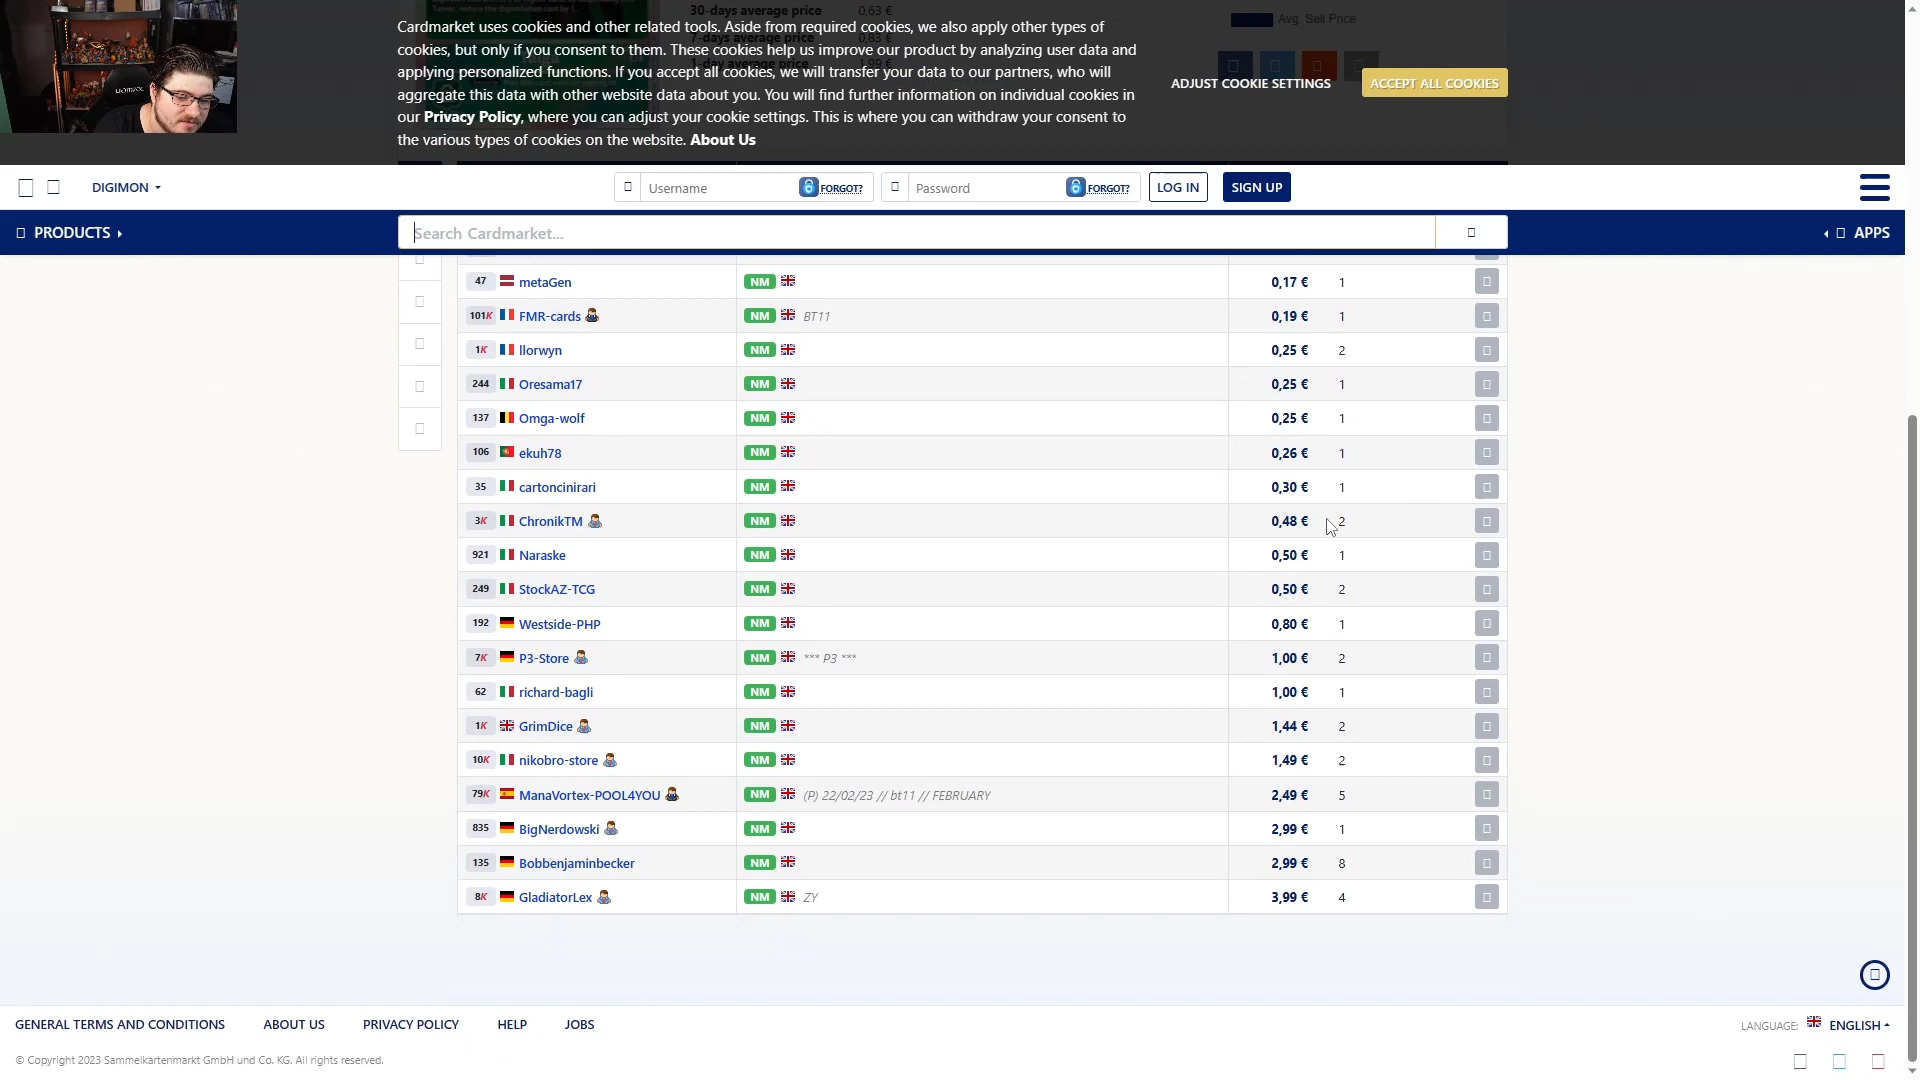 30-days average price 0,63 €
Avg. Sell Price
Cardmarket uses cookies and other related tools. Aside from required cookies, we also apply other types of
cookies, but only if you consent to them. These cookies help us improve our product by analyzing user data and
applying personalized functions. If you accept all cookies, we will transfer your data to our partners, who will
aggregate this data with other website data about you. You will find further information on individual cookies in
our Privacy Policy, where you can adjust your cookie settings. This is where you can withdraw your consent to
the various types of cookies on the website. About Us
ADJUST COOKIE SETTINGS
ACCEPT ALL COOKIES
DIGIMON
Username
FORGOT?
Password
FORGOT?
LOG IN
SIGN UP
PRODUCTS
Search Cardmarket...
APPS
47 metaGen NM 0,17 € 1
101K FMR-cards NM BT11 0,19 € 1
1K llorwyn NM 0,25 € 2
244 Oresama17 NM 0,25 € 1
137 Omga-wolf NM 0,25 € 1
106 ekuh78 NM 0,26 € 1
35 cartoncinirari NM 0,30 € 1
3K ChronikTM NM 0,48 € 2
921 Naraske NM 0,50 € 1
249 StockAZ-TCG NM 0,50 € 2
192 Westside-PHP NM 0,80 € 1
7K P3-Store NM *** P3 *** 1,00 € 2
62 richard-bagli NM 1,00 € 1
1K GrimDice NM 1,44 € 2
10K nikobro-store NM 1,49 € 2
79K ManaVortex-POOL4YOU NM (P) 22/02/23 // bt11 // FEBRUARY 2,49 € 5
835 BigNerdowski NM 2,99 € 1
135 Bobbenjaminbecker NM 2,99 € 8
8K GladiatorLex NM ZY 3,99 € 4
GENERAL TERMS AND CONDITIONS ABOUT US PRIVACY POLICY HELP JOBS
LANGUAGE: ENGLISH
© Copyright 2023 Sammelkartenmarkt GmbH und Co. KG. All rights reserved.